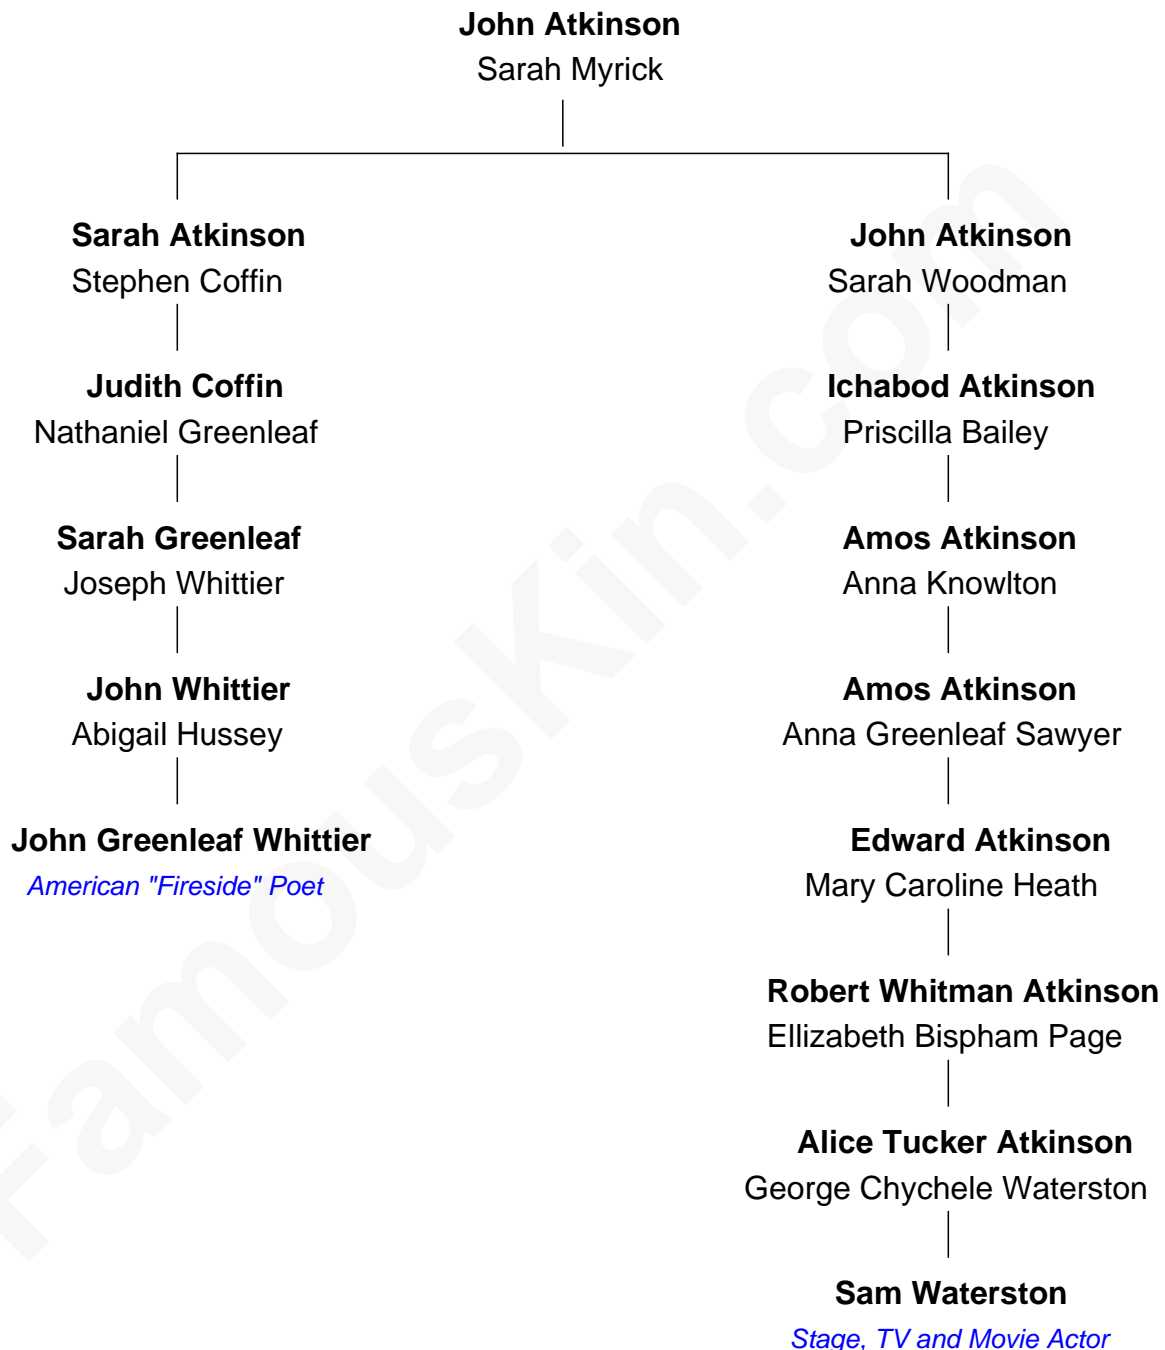 John Atkinson
Sarah Myrick
Sarah Atkinson
Stephen Coffin
John Atkinson
Sarah Woodman
Judith Coffin
Nathaniel Greenleaf
Ichabod Atkinson
Priscilla Bailey
Sarah Greenleaf
Joseph Whittier
Amos Atkinson
Anna Knowlton
John Whittier
Abigail Hussey
Amos Atkinson
Anna Greenleaf Sawyer
John Greenleaf Whittier
American "Fireside" Poet
Edward Atkinson
Mary Caroline Heath
Robert Whitman Atkinson
Ellizabeth Bispham Page
Alice Tucker Atkinson
George Chychele Waterston
Sam Waterston
Stage, TV and Movie Actor
FamousKin.com